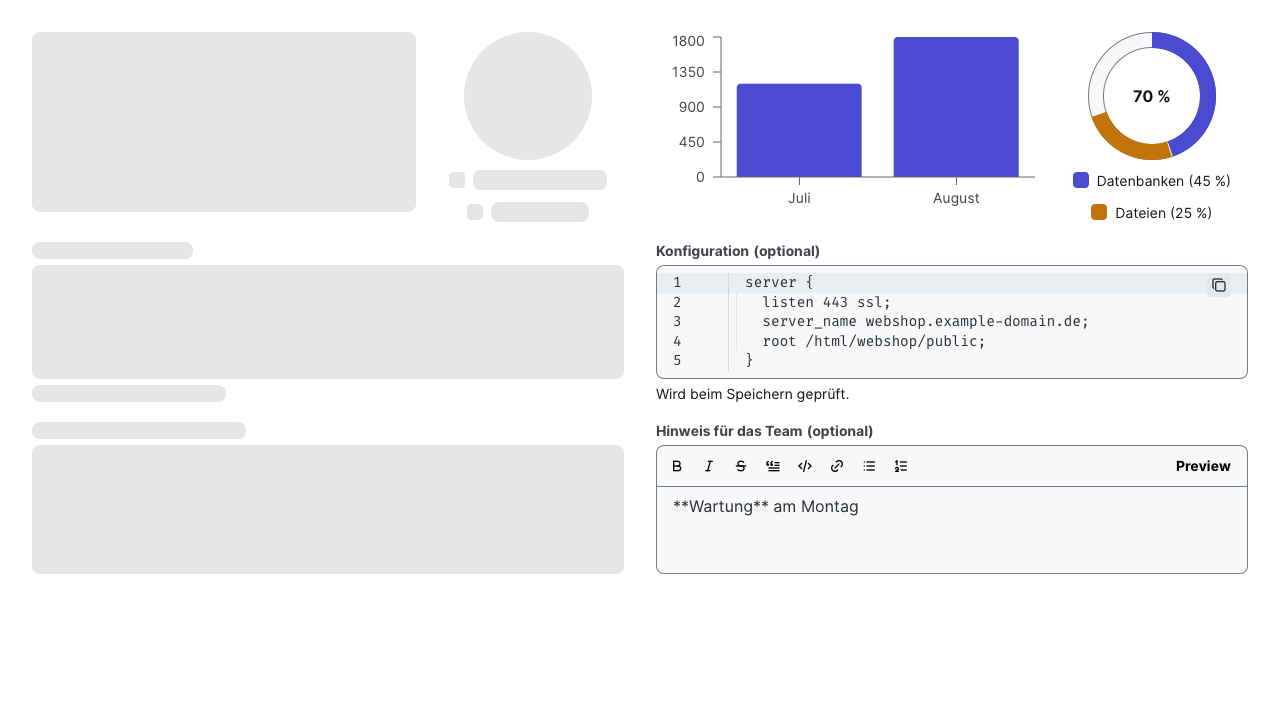 1800
1350
900
450
0
Juli
August
70 %
Datenbanken (45 %)
Dateien (25 %)
Konfiguration (optional)
1 server {
2 listen 443 ssl;
3 server_name webshop.example-domain.de;
4 root /html/webshop/public;
5 }
Wird beim Speichern geprüft.
Hinweis für das Team (optional)
Preview
**Wartung** am Montag